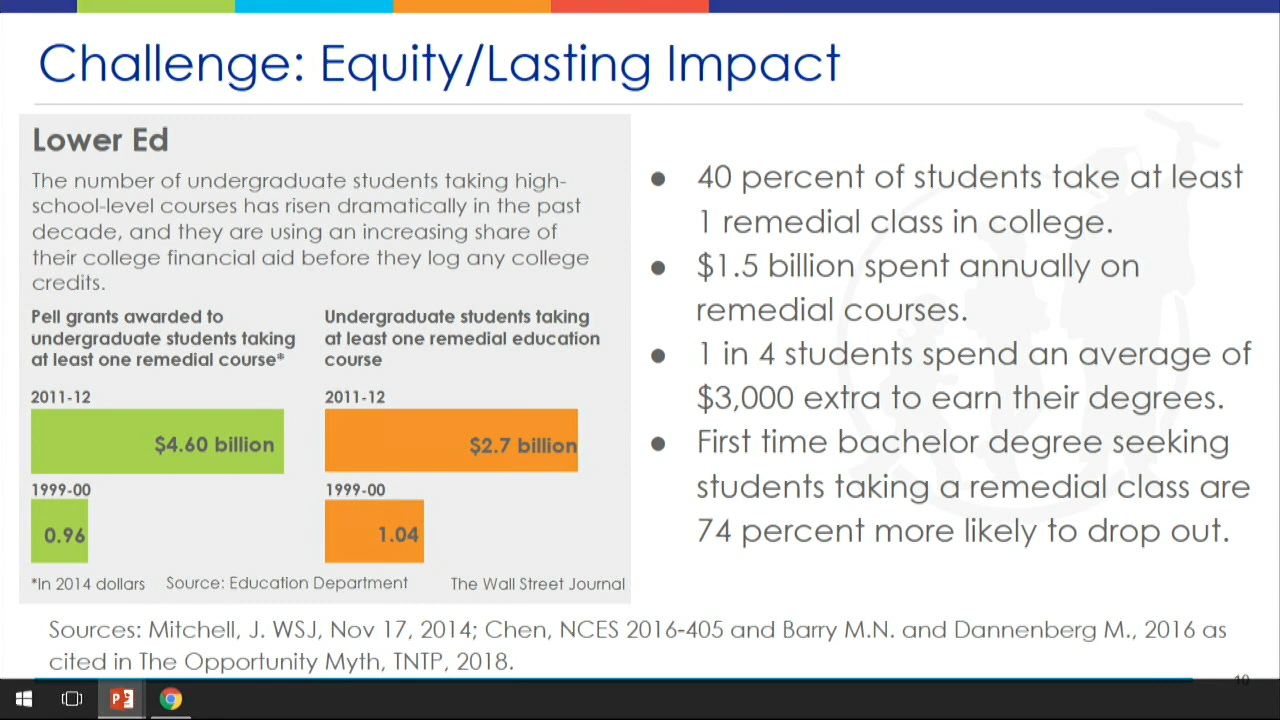 Challenge: Equity/Lasting Impact
Lower Ed
The number of undergraduate students taking high-
school-level courses has risen dramatically in the past
decade, and they are using an increasing share of
their college financial aid before they log any college
credits.
Pell grants awarded to
undergraduate students taking
at least one remedial course*
2011-12
$4.60 billion
1999-00
0.96
Undergraduate students taking
at least one remedial education
course
2011-12
$2.7 billion
1999-00
1.04
*In 2014 dollars
Source: Education Department
The Wall Street Journal
● 40 percent of students take at least
1 remedial class in college.
● $1.5 billion spent annually on
remedial courses.
● 1 in 4 students spend an average of
$3,000 extra to earn their degrees.
● First time bachelor degree seeking
students taking a remedial class are
74 percent more likely to drop out.
Sources: Mitchell, J. WSJ, Nov 17, 2014; Chen, NCES 2016-405 and Barry M.N. and Dannenberg M., 2016 as
cited in The Opportunity Myth, TNTP, 2018.
10